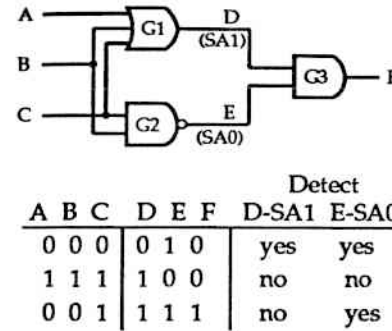 A
G1
D
(SA1)
B
G3
F
C
G2
E
(SA0)
Detect
A B C D E F D-SA1 E-SA0
0 0 0 0 1 0 yes yes
1 1 1 1 0 0 no no
0 0 1 1 1 1 no yes